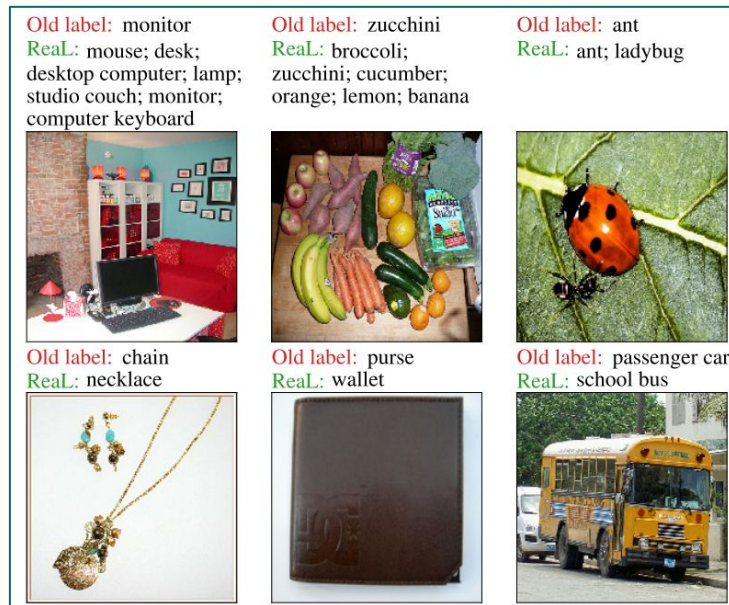 Old label: monitor
ReaL: mouse; desk;
desktop computer; lamp;
studio couch; monitor;
computer keyboard
Old label: zucchini
ReaL: broccoli;
zucchini; cucumber;
orange; lemon; banana
Old label: ant
ReaL: ant; ladybug
Old label: chain
ReaL: necklace
Old label: purse
ReaL: wallet
Old label: passenger car
ReaL: school bus